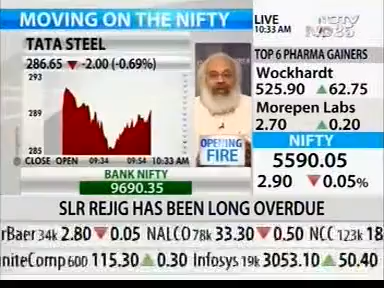 MOVING ON THE NIFTY
LIVE
10:33 AM
NDTV
TATA STEEL
286.65 ▼ -2.00 (-0.69%)
293
289
285
CLOSE OPEN 09:34 09:54 10:33 AM
BANK NIFTY
9690.35
OPENING
FIRE
TOP 6 PHARMA GAINERS
Wockhardt
525.90 ▲ 62.75
Morepen Labs
2.70 ▲ 0.20
NIFTY
5590.05
2.90 ▼ 0.05%
SLR REJIG HAS BEEN LONG OVERDUE
rBaer 34k 2.80 ▼ 0.05 NALCO 78k 33.30 ▼ 0.50 NCC 123k 18
niteComp 600 115.30 ▲ 0.30 Infosys 19k 3053.10 ▲ 50.40